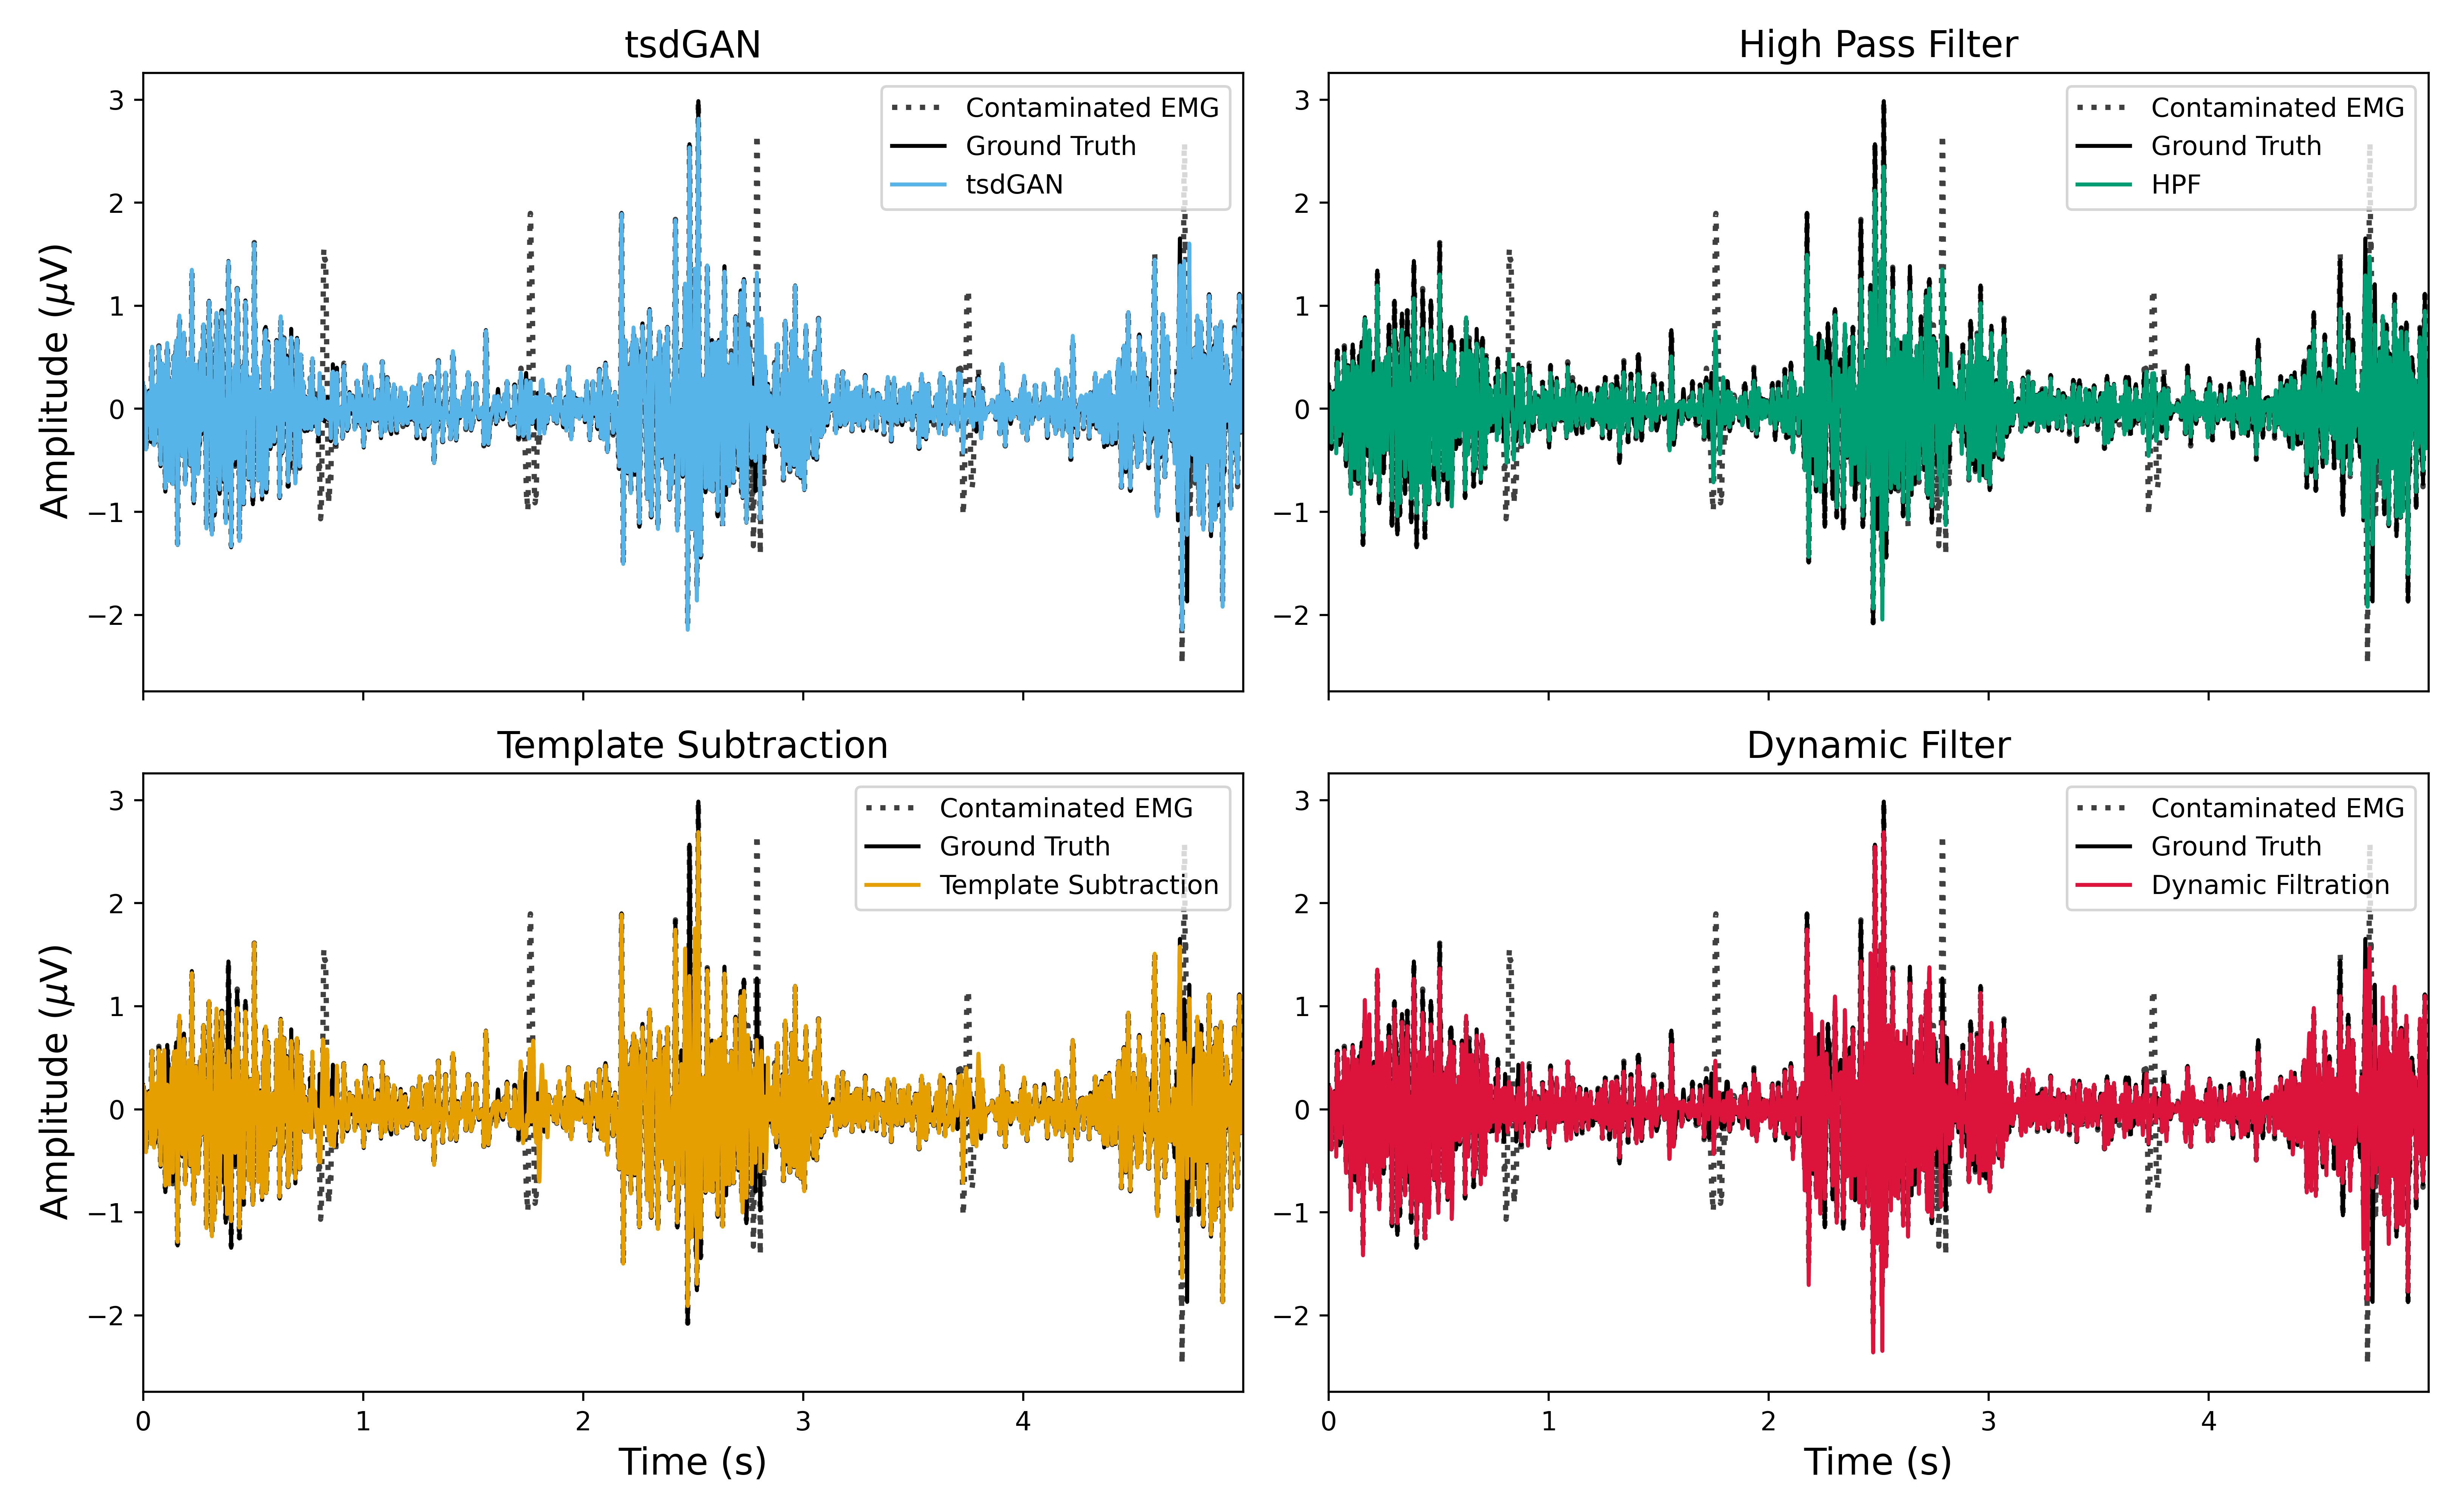 tsdGAN
Contaminated EMG
Ground Truth
tsdGAN
3
2
1
0
−1
−2
Amplitude (μV)
High Pass Filter
Contaminated EMG
Ground Truth
HPF
3
2
1
0
−1
−2
Template Subtraction
Contaminated EMG
Ground Truth
Template Subtraction
3
2
1
0
−1
−2
Amplitude (μV)
0 1 2 3 4
Time (s)
Dynamic Filter
Contaminated EMG
Ground Truth
Dynamic Filtration
3
2
1
0
−1
−2
0 1 2 3 4
Time (s)